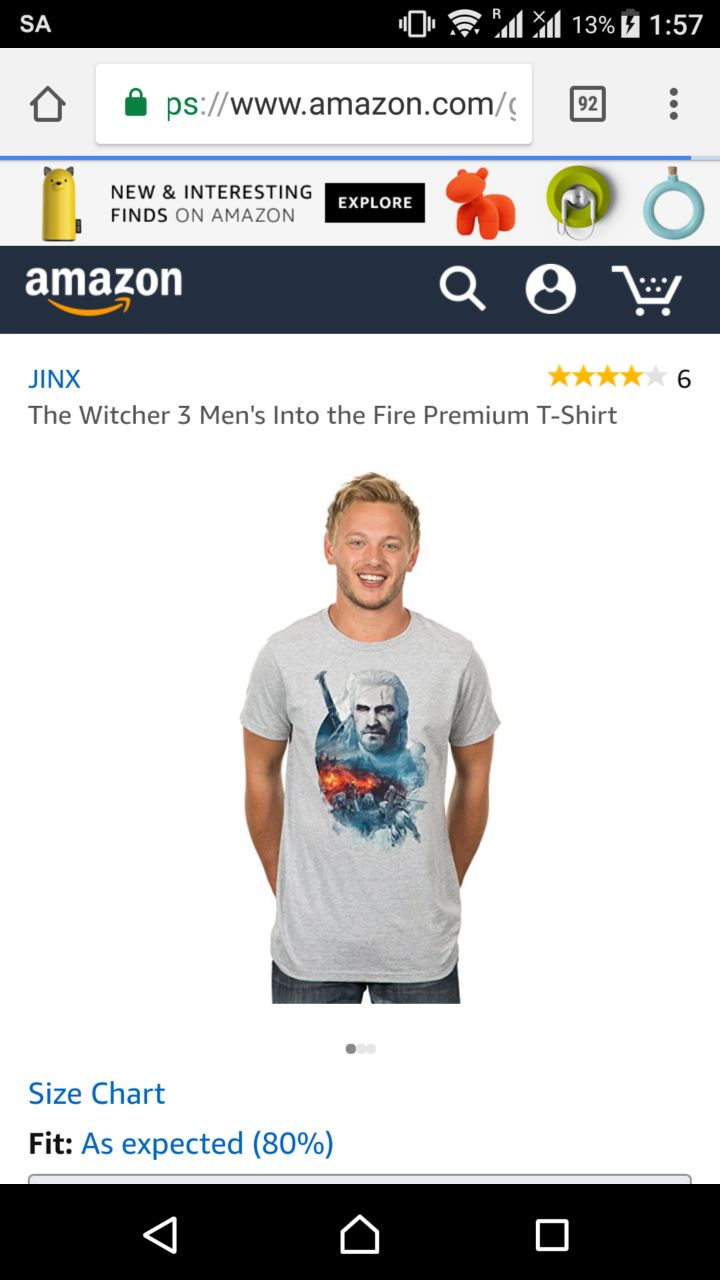 SA
R
13%
1:57
ps://www.amazon.com/g
92
NEW & INTERESTING
FINDS ON AMAZON
EXPLORE
amazon
JINX
6
The Witcher 3 Men's Into the Fire Premium T-Shirt
Size Chart
Fit: As expected (80%)